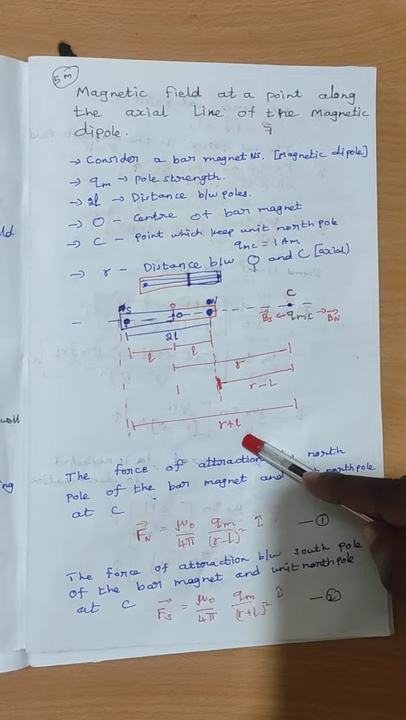 5m
Magnetic field at a point along
the axial Line of the Magnetic
dipole.
→ Consider a bar magnet NS. [Magnetic dipole]
→ qm → Pole strength.
→ 2l → Distance b/w poles.
→ O - Centre of bar magnet
→ C - Point which keep unit north pole
qmc = 1 Am
→ r - Distance b/w O and C [axial]
S O N C
B⃗s ← qmc → B⃗N
2l
l l r
r-l
r+l
The force of attraction north
pole of the bar magnet and north pole
at C
F⃗N = μ0/4π qm/(r-l)² î —①
The force of attraction b/w south pole
of the bar magnet and unit north pole
at C F⃗s = μ0/4π qm/(r+l)² î —②